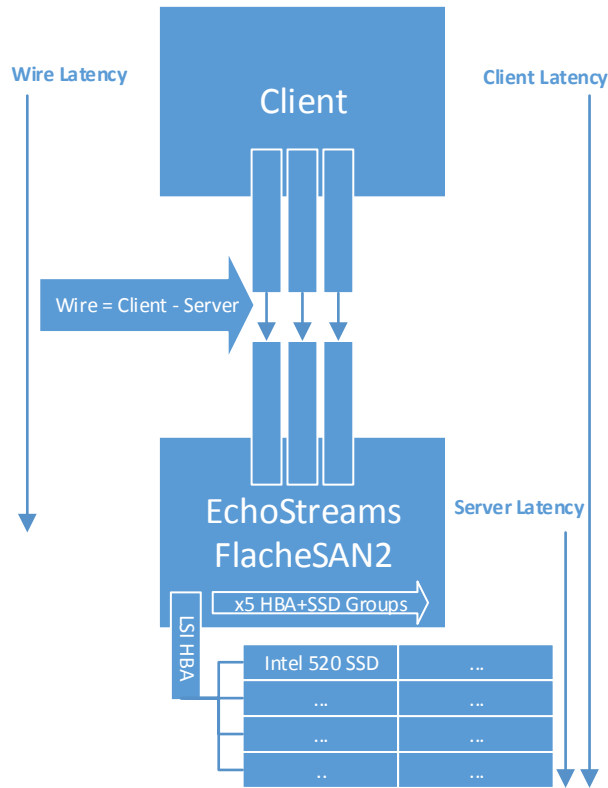 Wire Latency
Client Latency
Client
Wire = Client - Server
EchoStreams
FlacheSAN2
Server Latency
x5 HBA+SSD Groups
LSI HBA
Intel 520 SSD
...
...
...
...
...
..
...